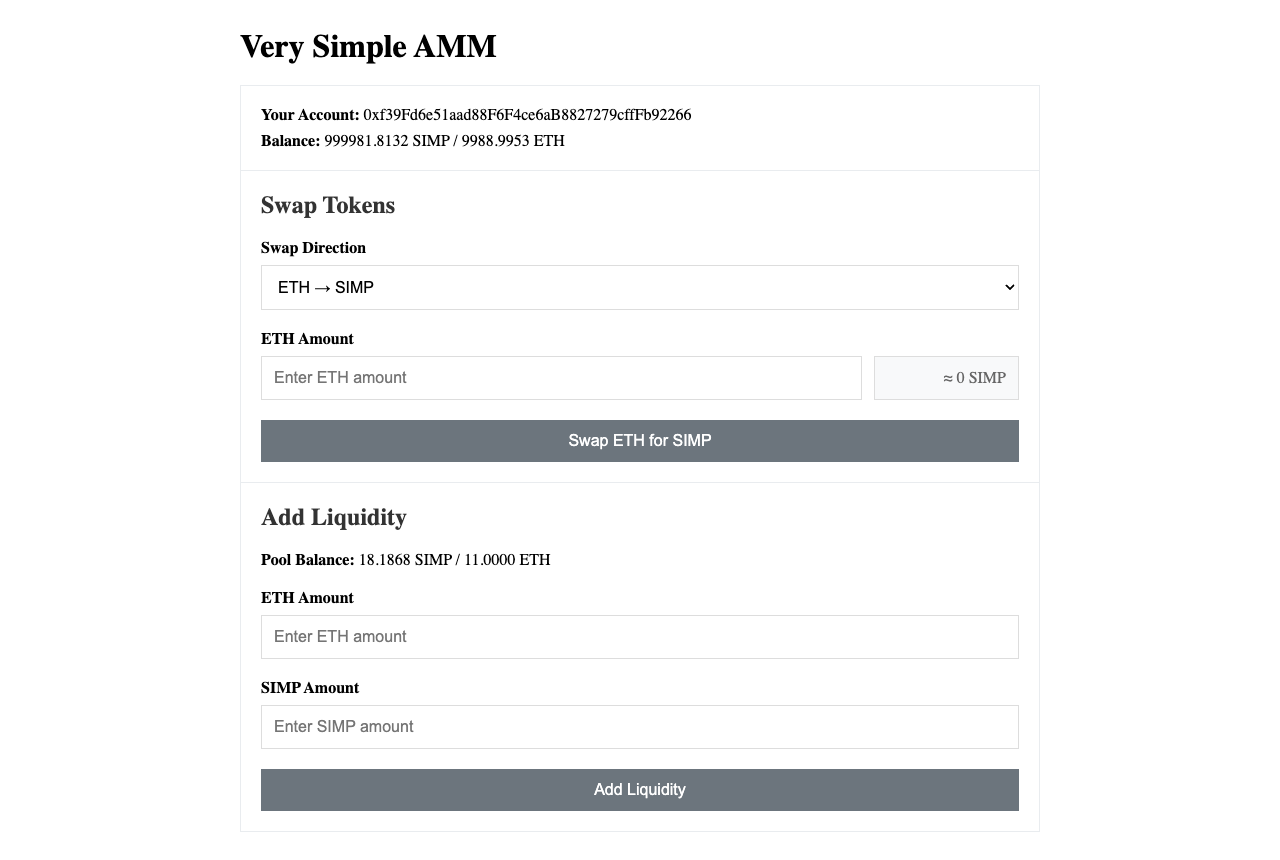 Very Simple AMM
Your Account: 0xf39Fd6e51aad88F6F4ce6aB8827279cffFb92266
Balance: 999981.8132 SIMP / 9988.9953 ETH
Swap Tokens
Swap Direction
ETH → SIMP
ETH Amount
Enter ETH amount
≈ 0 SIMP
Swap ETH for SIMP
Add Liquidity
Pool Balance: 18.1868 SIMP / 11.0000 ETH
ETH Amount
Enter ETH amount
SIMP Amount
Enter SIMP amount
Add Liquidity